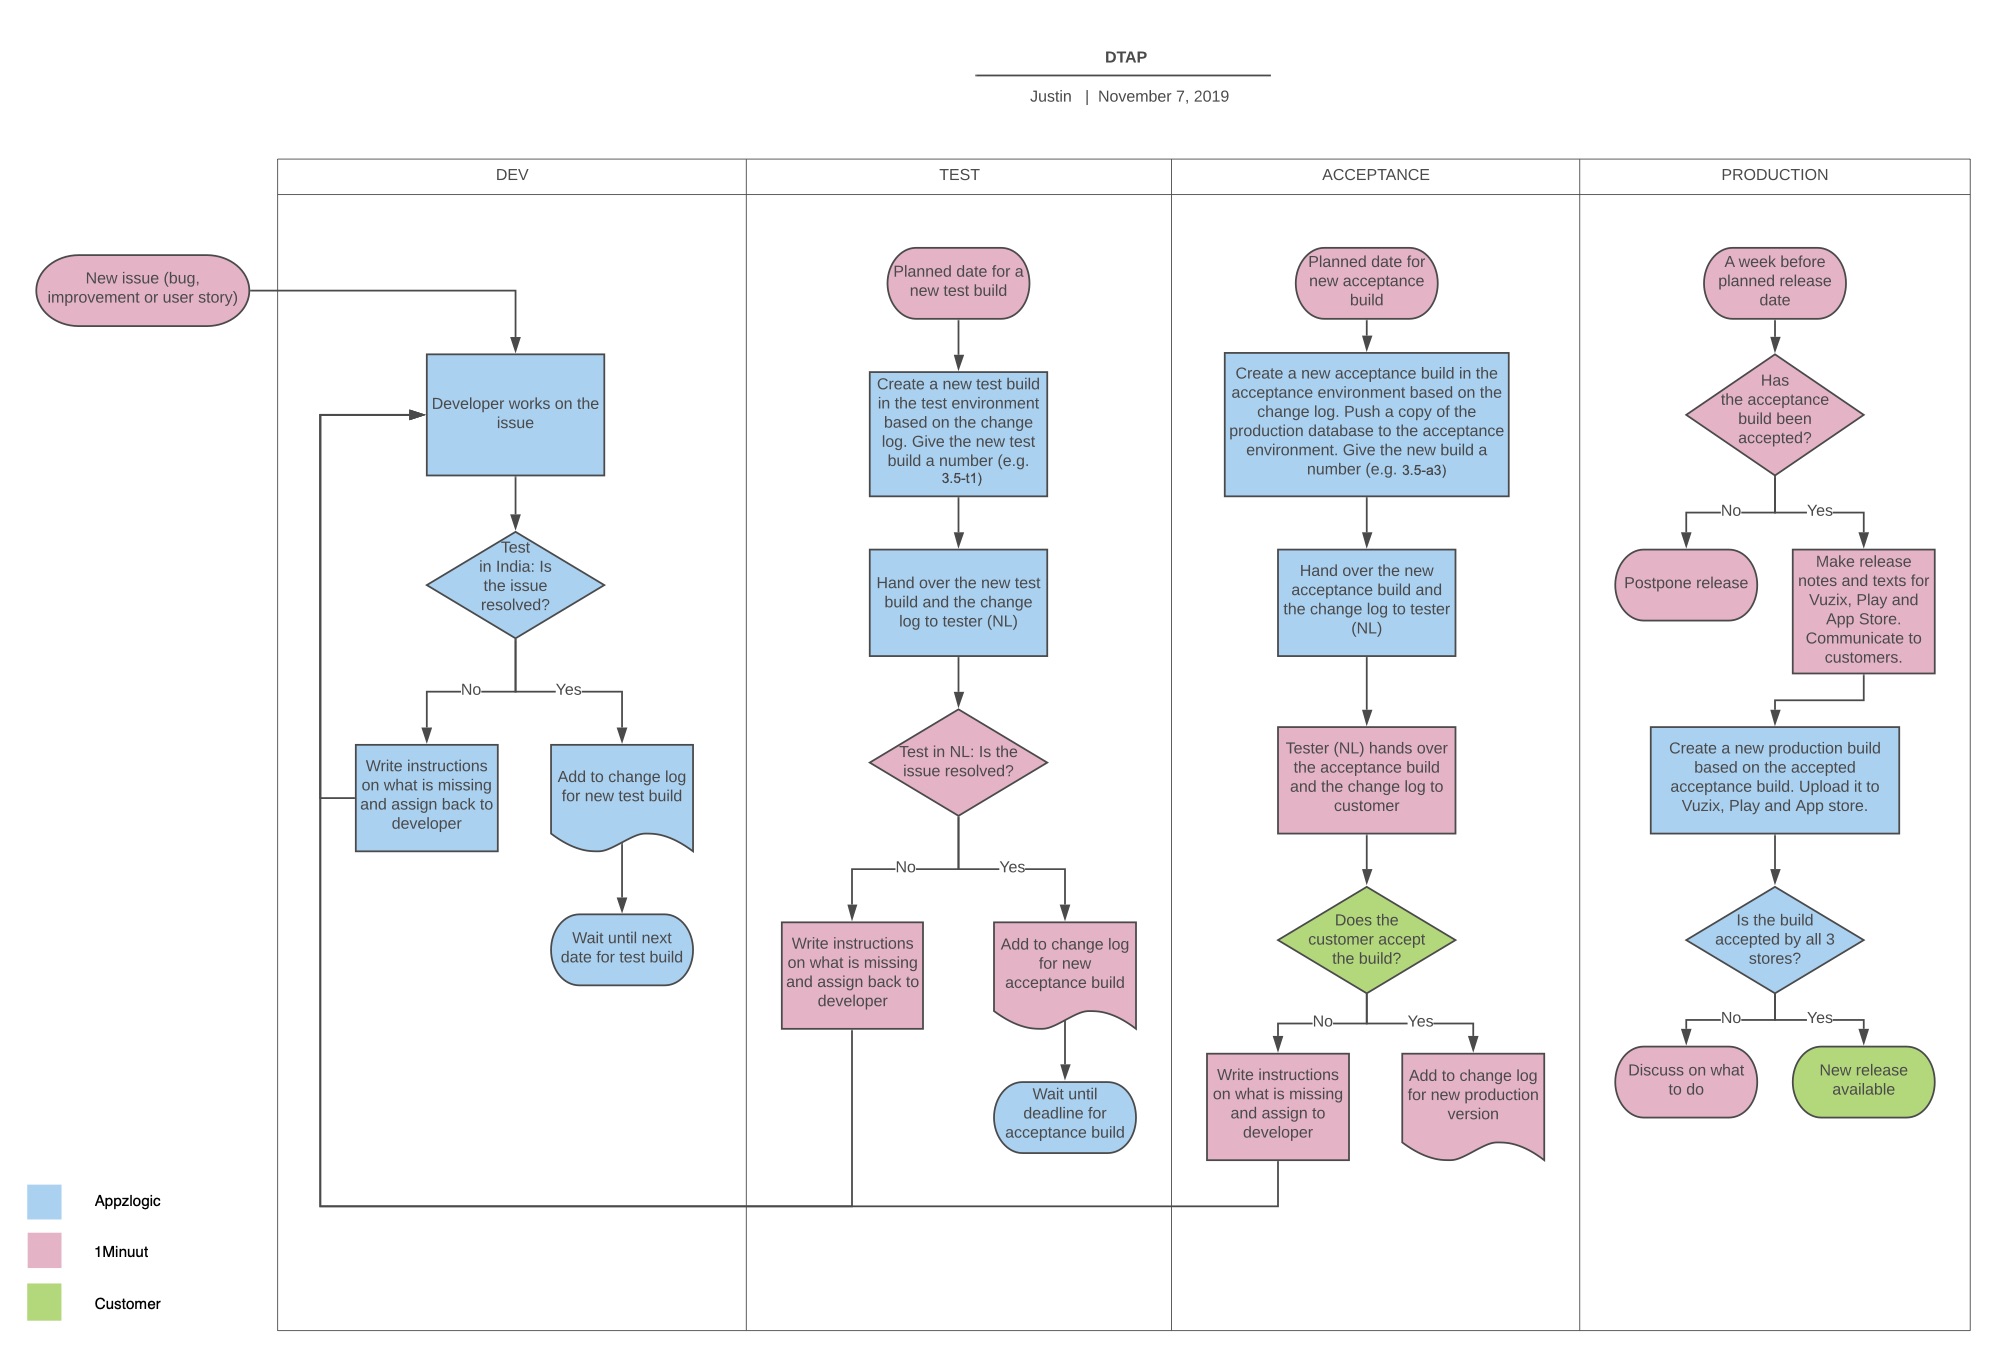 DTAP
Justin | November 7, 2019
DEV
TEST
ACCEPTANCE
PRODUCTION
New issue (bug,
improvement or user story)
Developer works on the
issue
Test
in India: Is
the issue
resolved?
No
Yes
Write instructions
on what is missing
and assign back to
developer
Add to change log
for new test build
Wait until next
date for test build
Planned date for a
new test build
Create a new test build
in the test environment
based on the change
log. Give the new test
build a number (e.g.
3.5-t1)
Hand over the new test
build and the change
log to tester (NL)
Test in NL: Is the
issue resolved?
No
Yes
Write instructions
on what is missing
and assign back to
developer
Add to change log
for new
acceptance build
Wait until
deadline for
acceptance build
Planned date for
new acceptance
build
Create a new acceptance build in the
acceptance environment based on the
change log. Push a copy of the
production database to the acceptance
environment. Give the new build a
number (e.g. 3.5-a3)
Hand over the new
acceptance build and
the change log to tester
(NL)
Tester (NL) hands over
the acceptance build
and the change log to
customer
Does the
customer accept
the build?
No
Yes
Write instructions
on what is missing
and assign to
developer
Add to change log
for new production
version
A week before
planned release
date
Has
the acceptance
build been
accepted?
No
Yes
Postpone release
Make release
notes and texts for
Vuzix, Play and
App Store.
Communicate to
customers.
Create a new production build
based on the accepted
acceptance build. Upload it to
Vuzix, Play and App store.
Is the build
accepted by all 3
stores?
No
Yes
Discuss on what
to do
New release
available
Appzlogic
1Minuut
Customer